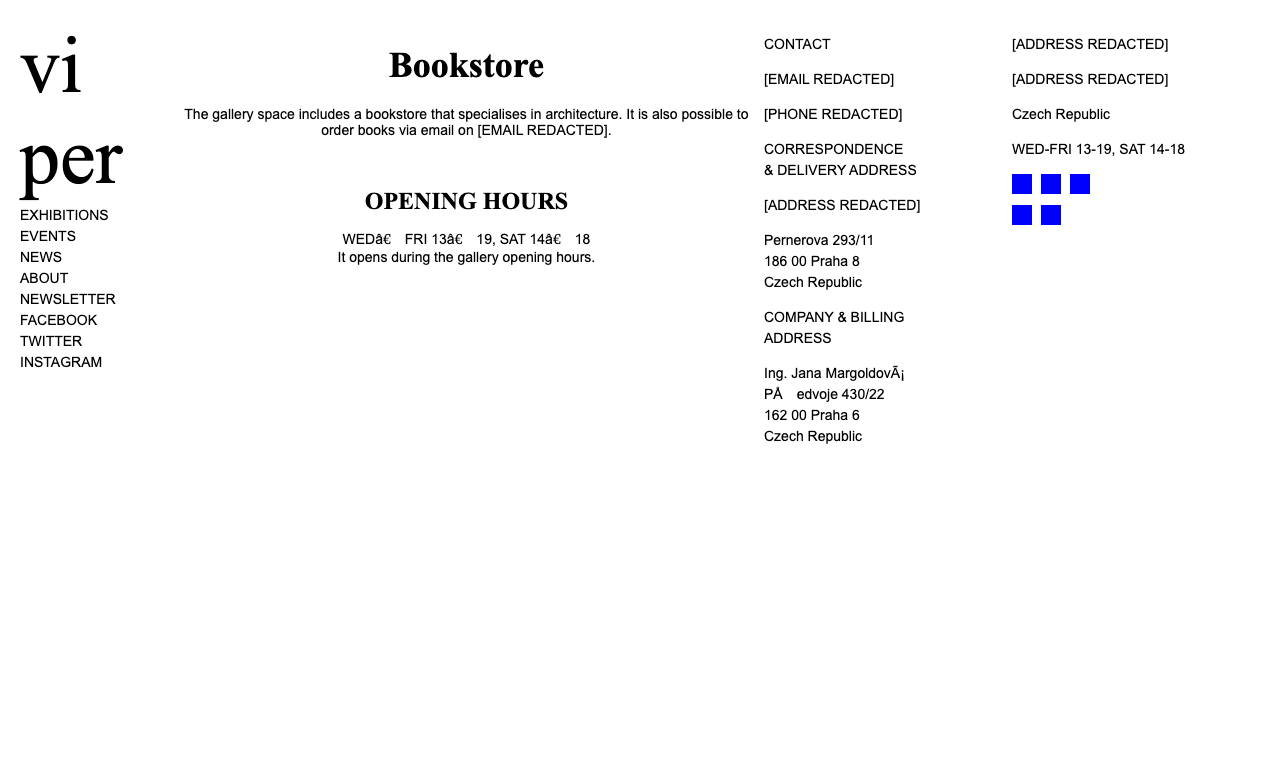 vi
per
EXHIBITIONS
EVENTS
NEWS
ABOUT
NEWSLETTER
FACEBOOK
TWITTER
INSTAGRAM
Bookstore
The gallery space includes a bookstore that specialises in architecture. It is also possible to
order books via email on [EMAIL REDACTED].
OPENING HOURS
WEDâ€ FRI 13â€ 19, SAT 14â€ 18
It opens during the gallery opening hours.
CONTACT
[EMAIL REDACTED]
[PHONE REDACTED]
CORRESPONDENCE
& DELIVERY ADDRESS
[ADDRESS REDACTED]
Pernerova 293/11
186 00 Praha 8
Czech Republic
COMPANY & BILLING
ADDRESS
Ing. Jana MargoldovÃ¡
PÅ edvoje 430/22
162 00 Praha 6
Czech Republic
[ADDRESS REDACTED]
[ADDRESS REDACTED]
Czech Republic
WED-FRI 13-19, SAT 14-18